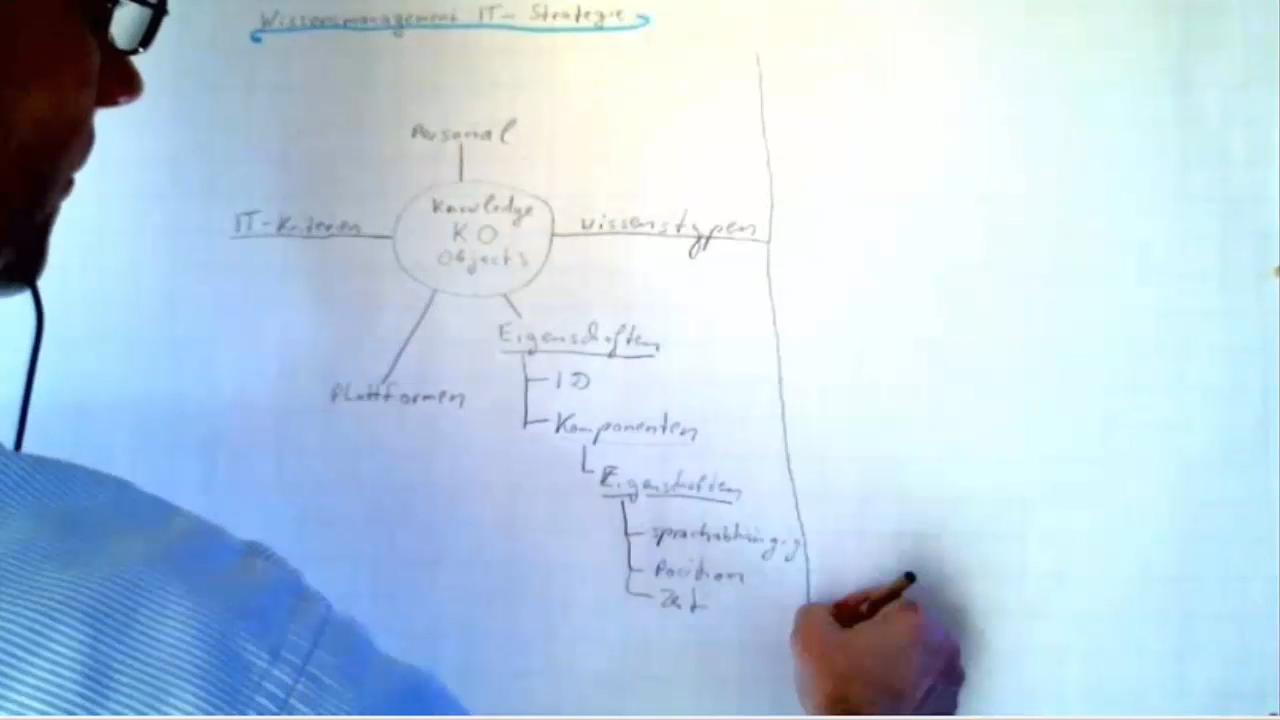 Wissensmanagement IT-Strategie
Personal
IT-Kriterien
Knowledge
KO
Objects
Wissenstypen
Eigenschaften
Plattformen
ID
Komponenten
Eigenschaften
sprachabhängig
Position
Zeit